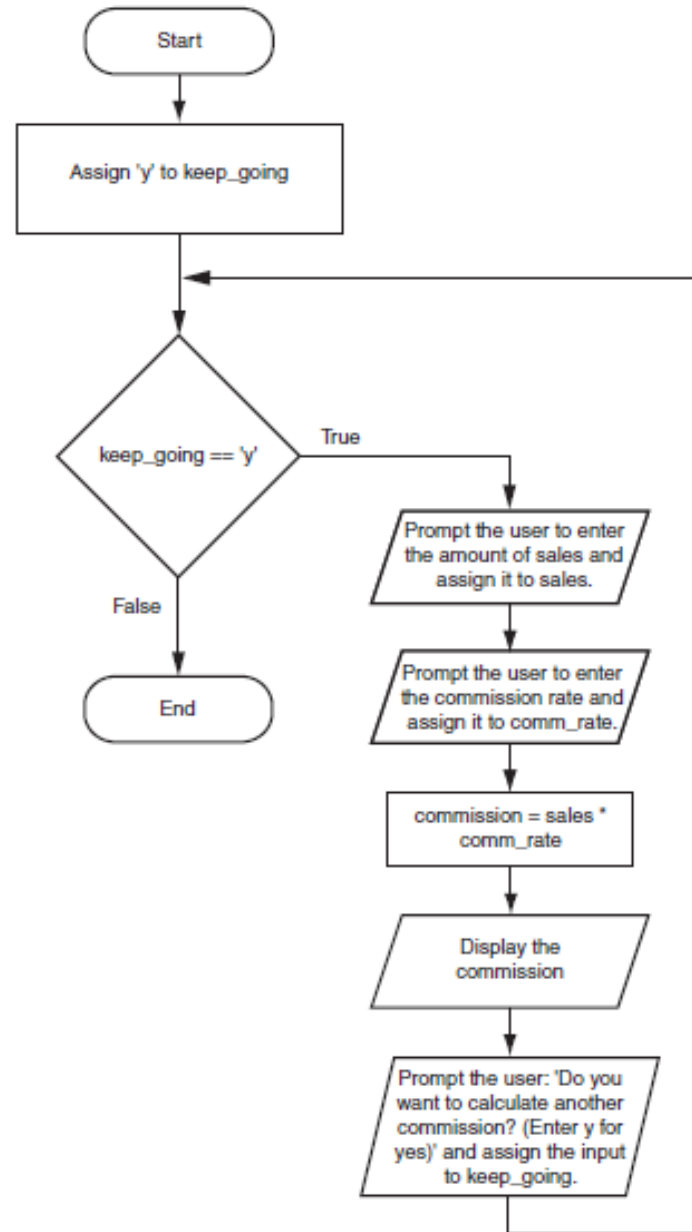 Start
Assign 'y' to keep_going
keep_going == 'y'
True
False
End
Prompt the user to enter
the amount of sales and
assign it to sales.
Prompt the user to enter
the commission rate and
assign it to comm_rate.
commission = sales *
comm_rate
Display the
commission
Prompt the user: 'Do you
want to calculate another
commission? (Enter y for
yes)' and assign the input
to keep_going.